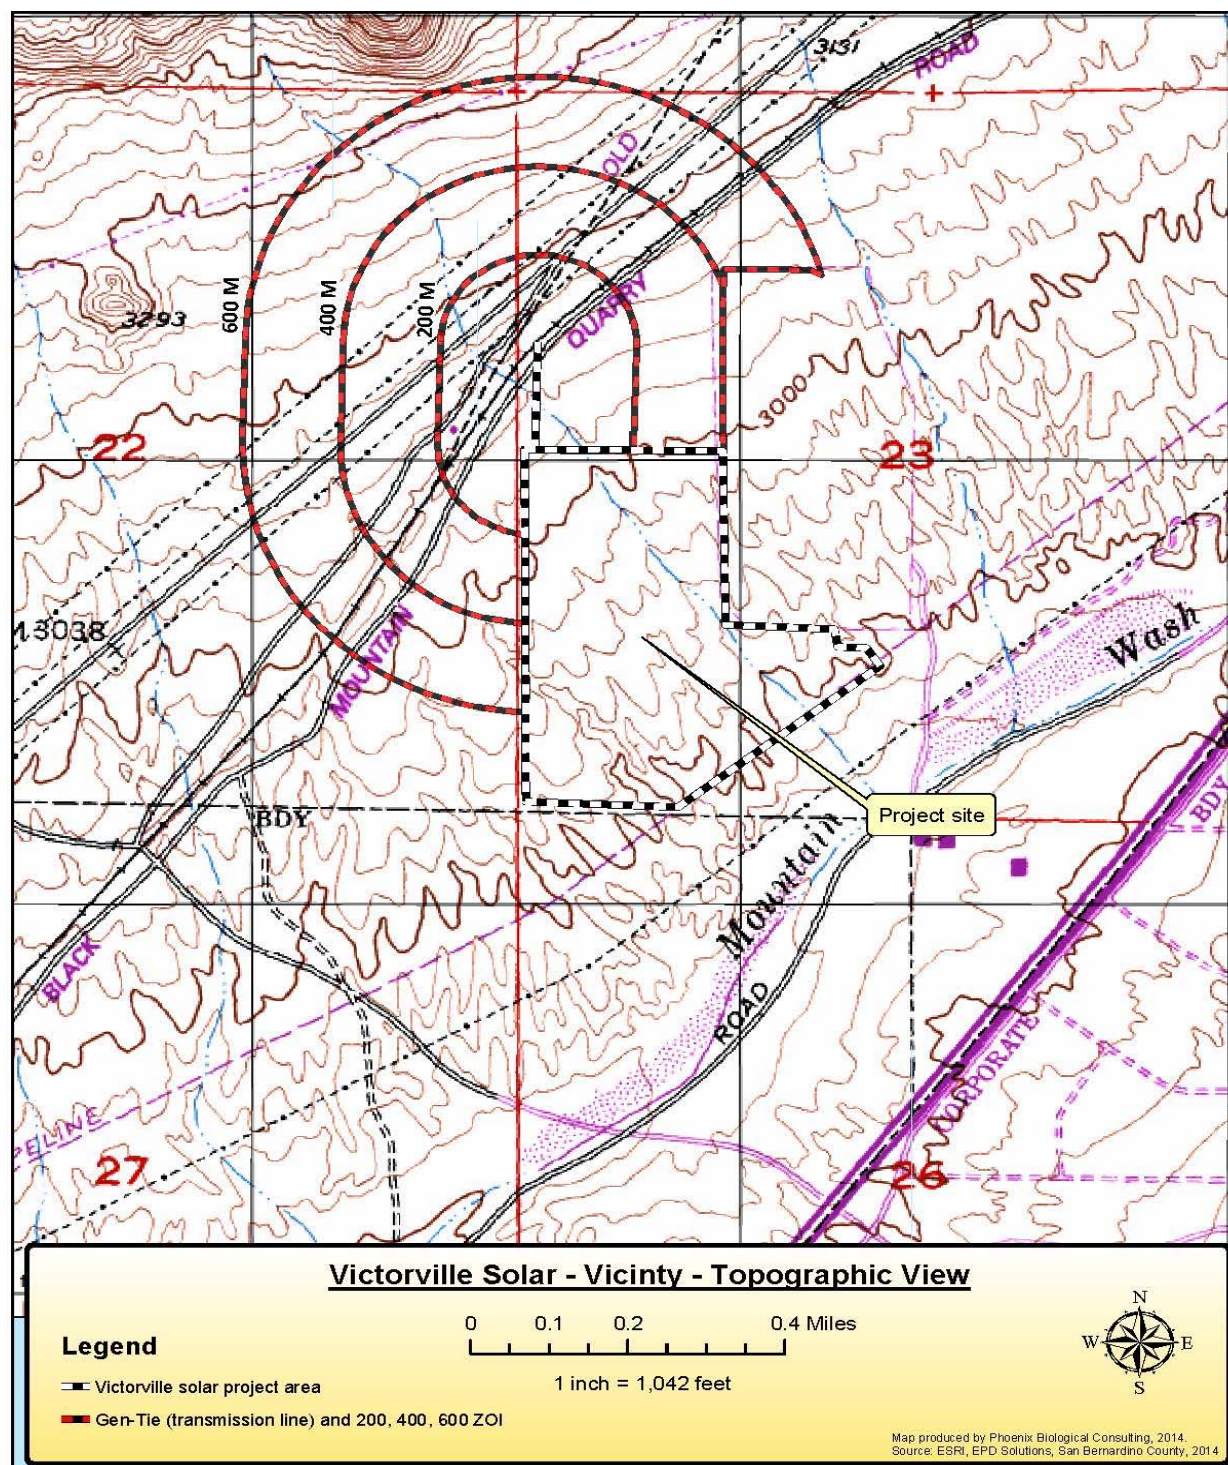 3131
ROAD
OLD
600 M
400 M
200 M
3293
QUARRY
3000
22
23
3038
MOUNTAIN
Wash
BDY
BDY
Project site
Mountain
BLACK
ROAD
CORPORATE
PELINE
27
26
Victorville Solar - Vicinty - Topographic View
0 0.1 0.2 0.4 Miles
1 inch = 1,042 feet
Legend
Victorville solar project area
Gen-Tie (transmission line) and 200, 400, 600 ZOI
N
W E
S
Map produced by Phoenix Biological Consulting, 2014.
Source: ESRI, EPD Solutions, San Bernardino County, 2014